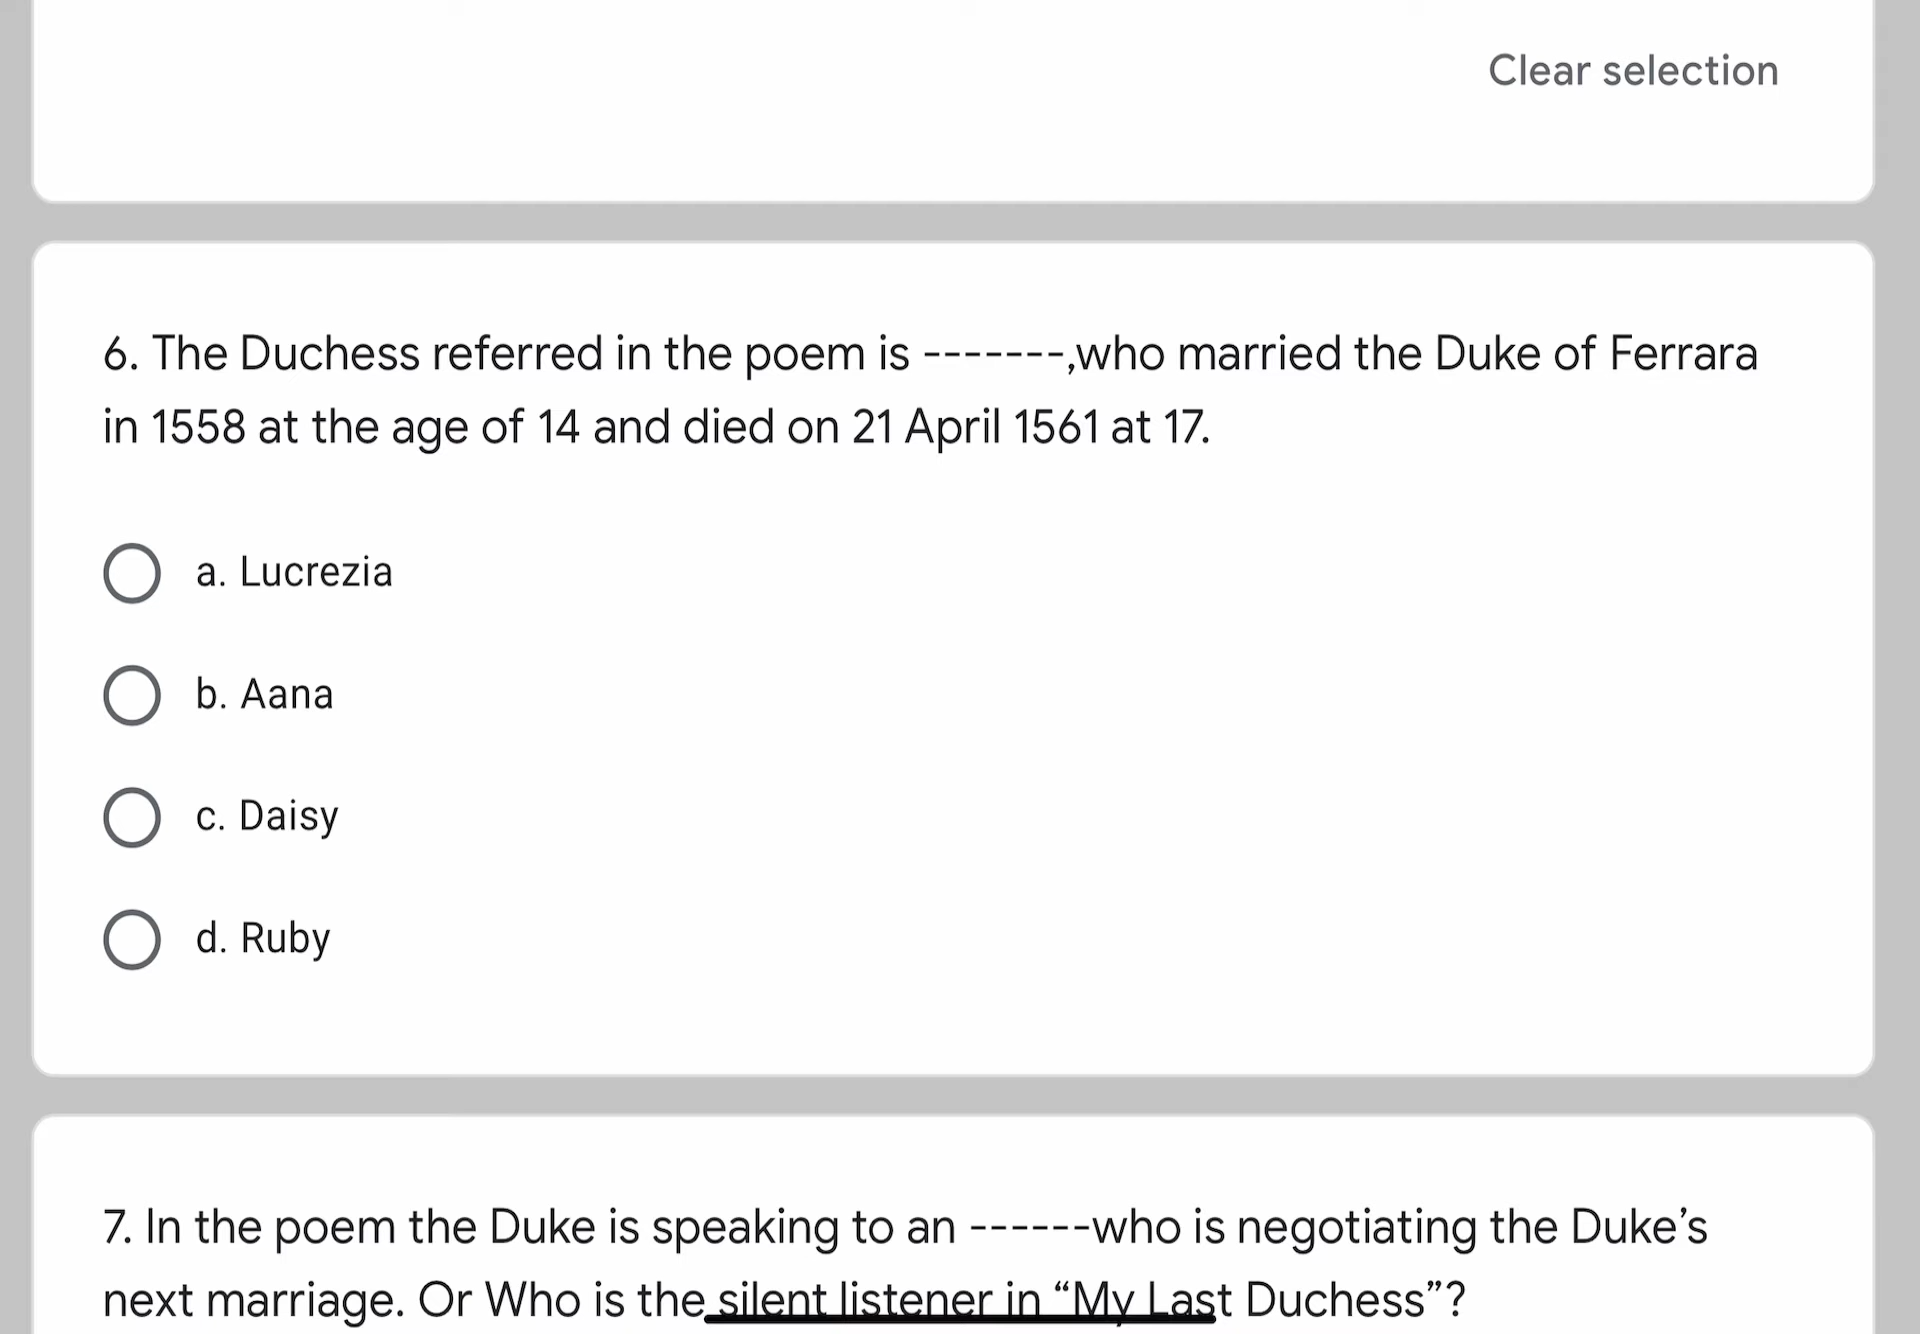 Clear selection
6. The Duchess referred in the poem is -------,who married the Duke of Ferrara
in 1558 at the age of 14 and died on 21 April 1561 at 17.
a. Lucrezia
b. Aana
c. Daisy
d. Ruby
7. In the poem the Duke is speaking to an ------who is negotiating the Duke’s
next marriage. Or Who is the silent listener in “My Last Duchess”?